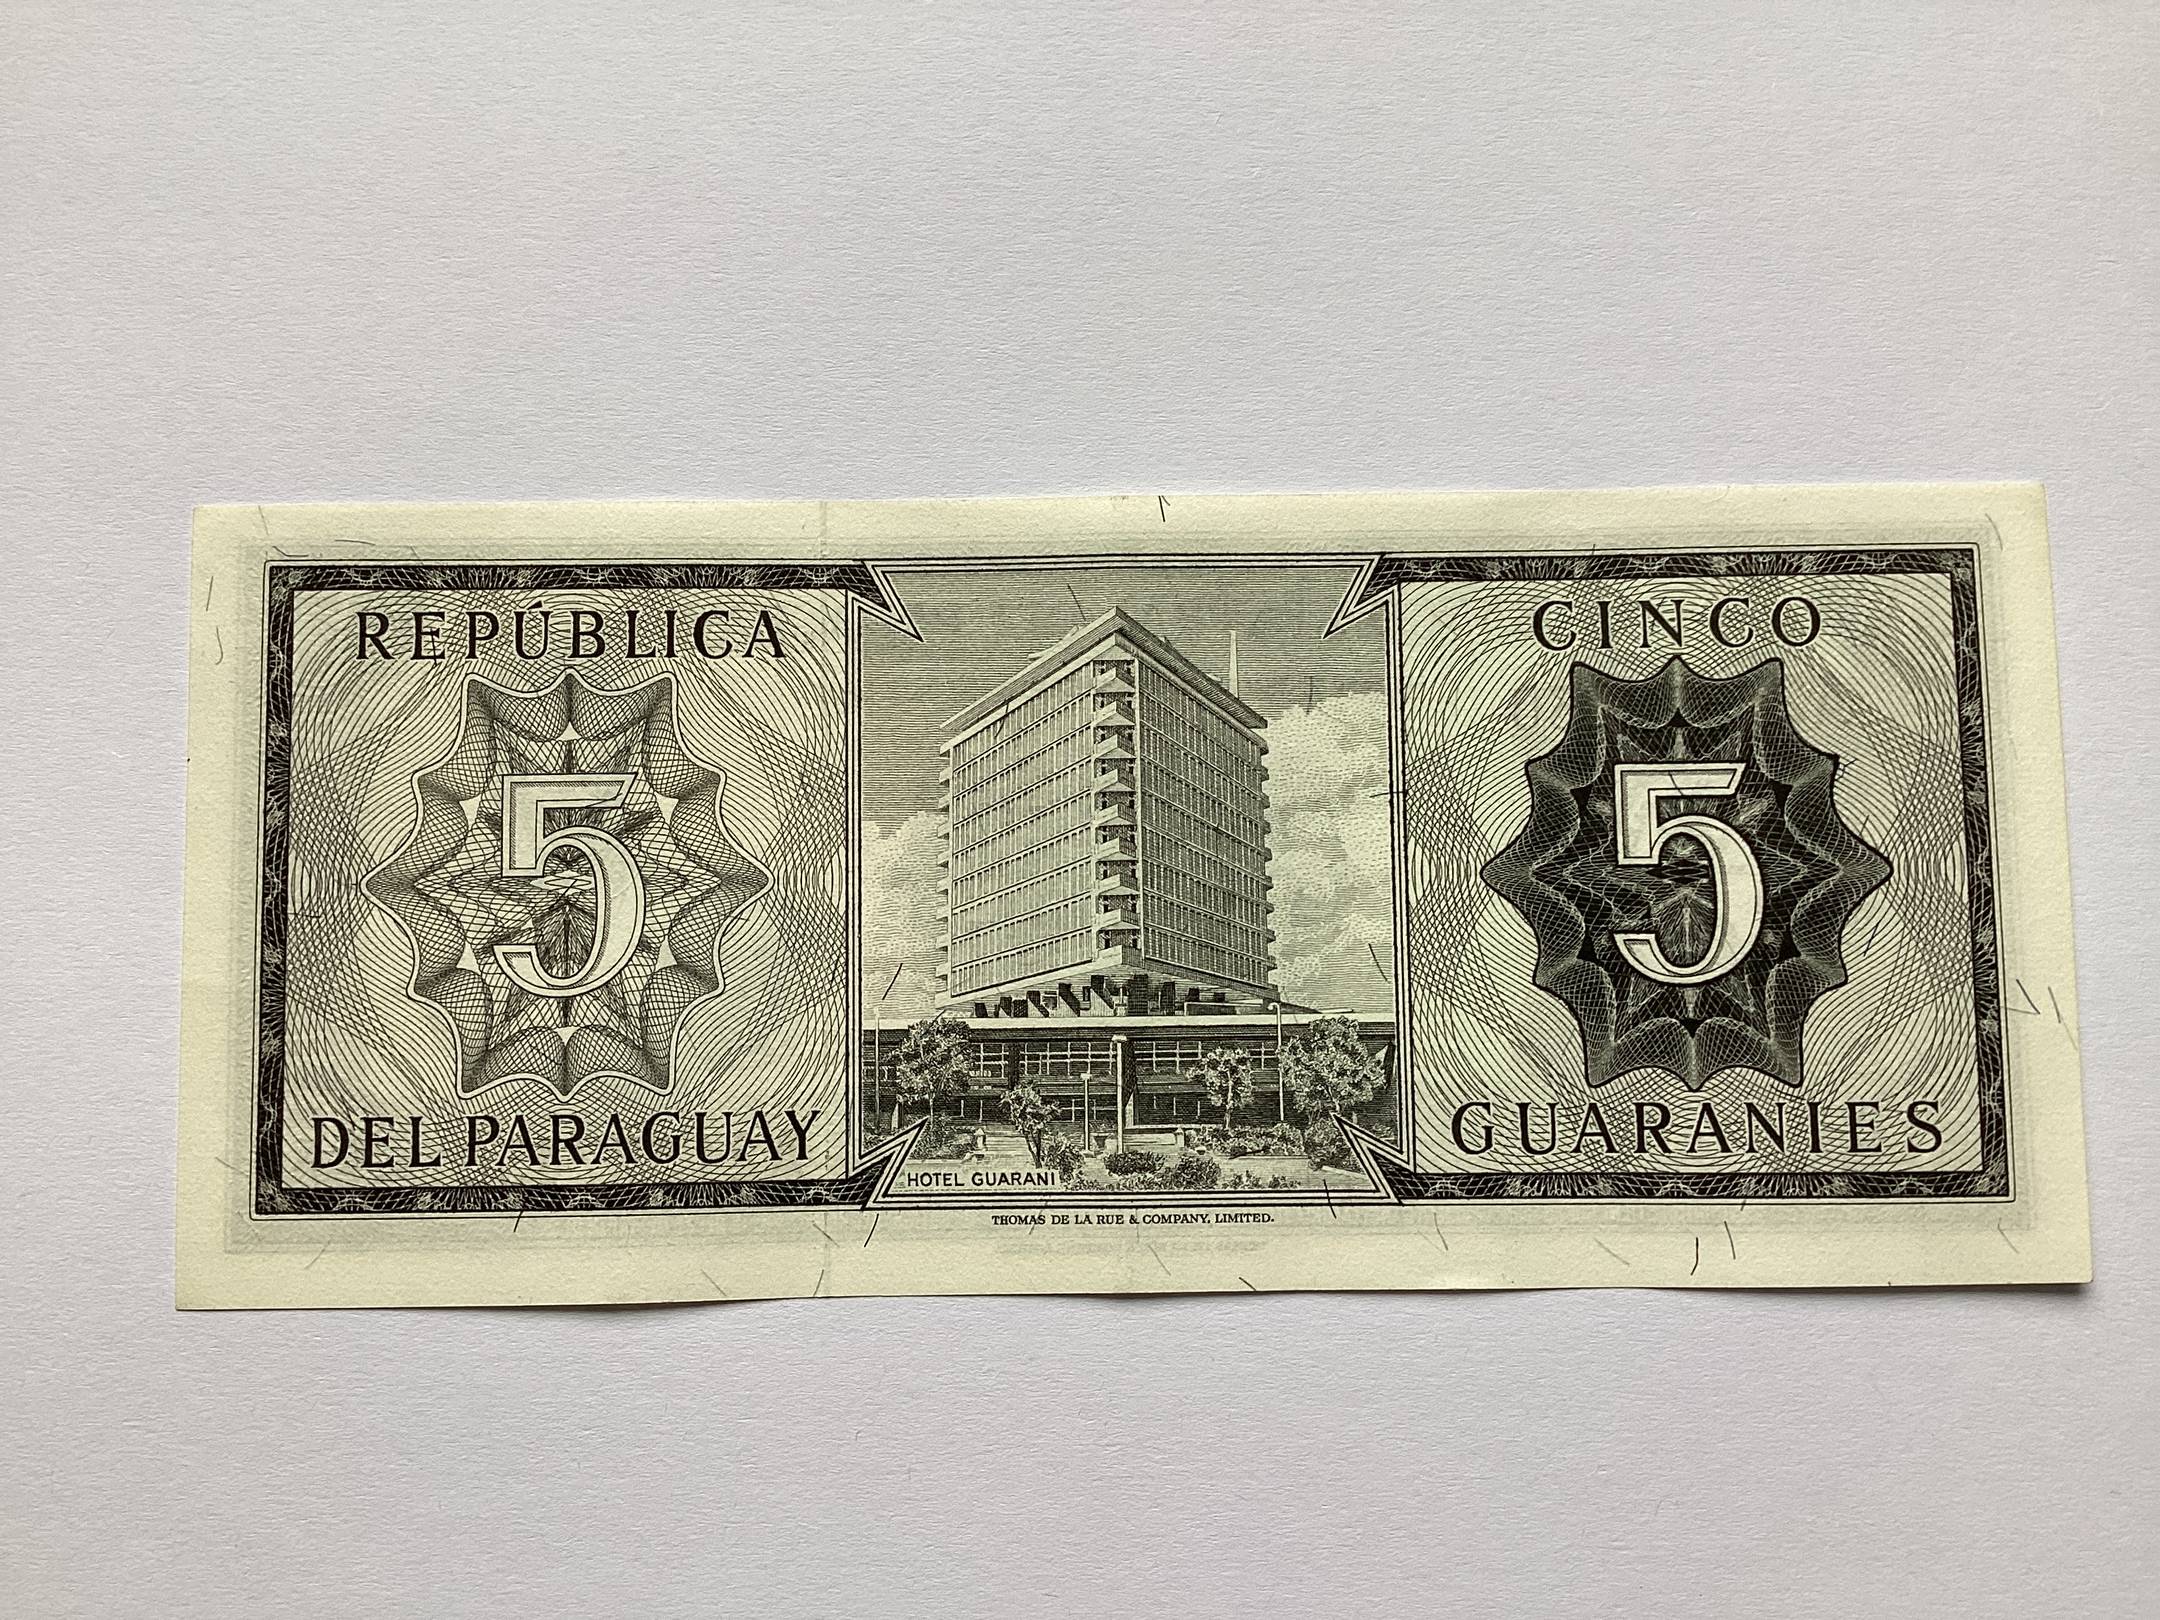 REPÚBLICA
5
DEL PARAGUAY
HOTEL GUARANI
THOMAS DE LA RUE & COMPANY, LIMITED.
CINCO
5
GUARANIES